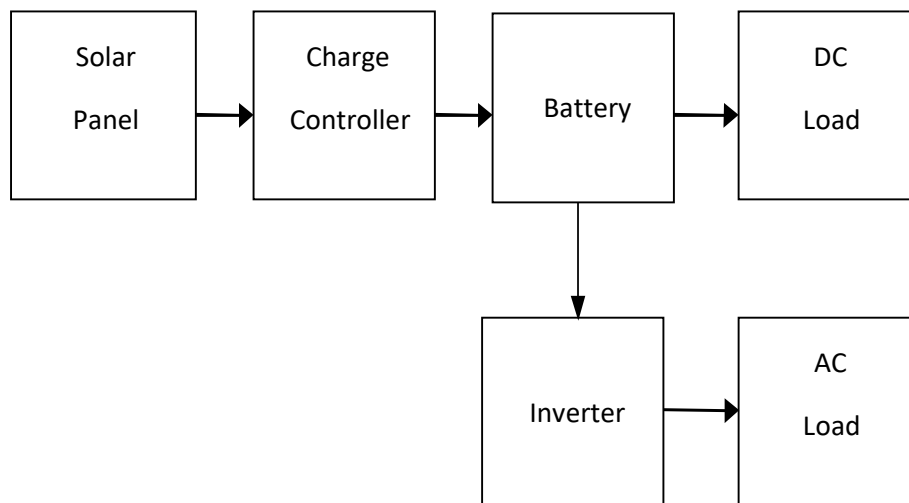 Solar
Panel
Charge
Controller
Battery
DC
Load
Inverter
AC
Load